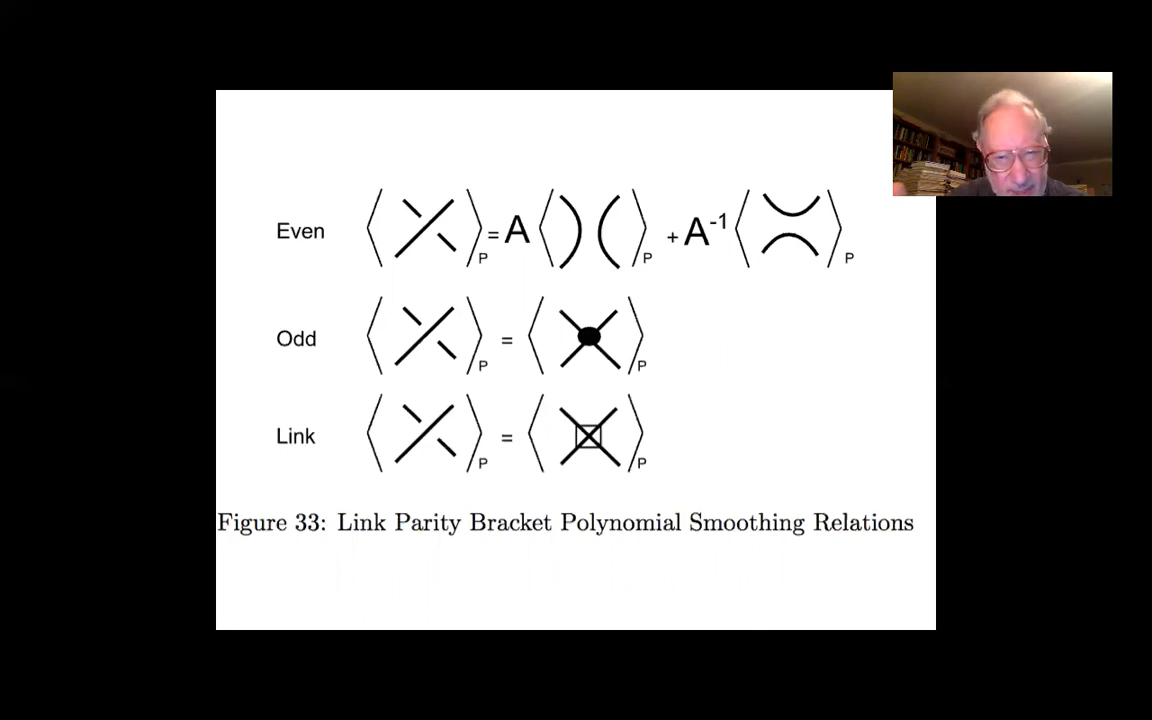 Even ⟨ ⟩P = A ⟨ ⟩P + A-1 ⟨ ⟩P
Odd ⟨ ⟩P = ⟨ ⟩P
Link ⟨ ⟩P = ⟨ ⟩P
Figure 33: Link Parity Bracket Polynomial Smoothing Relations